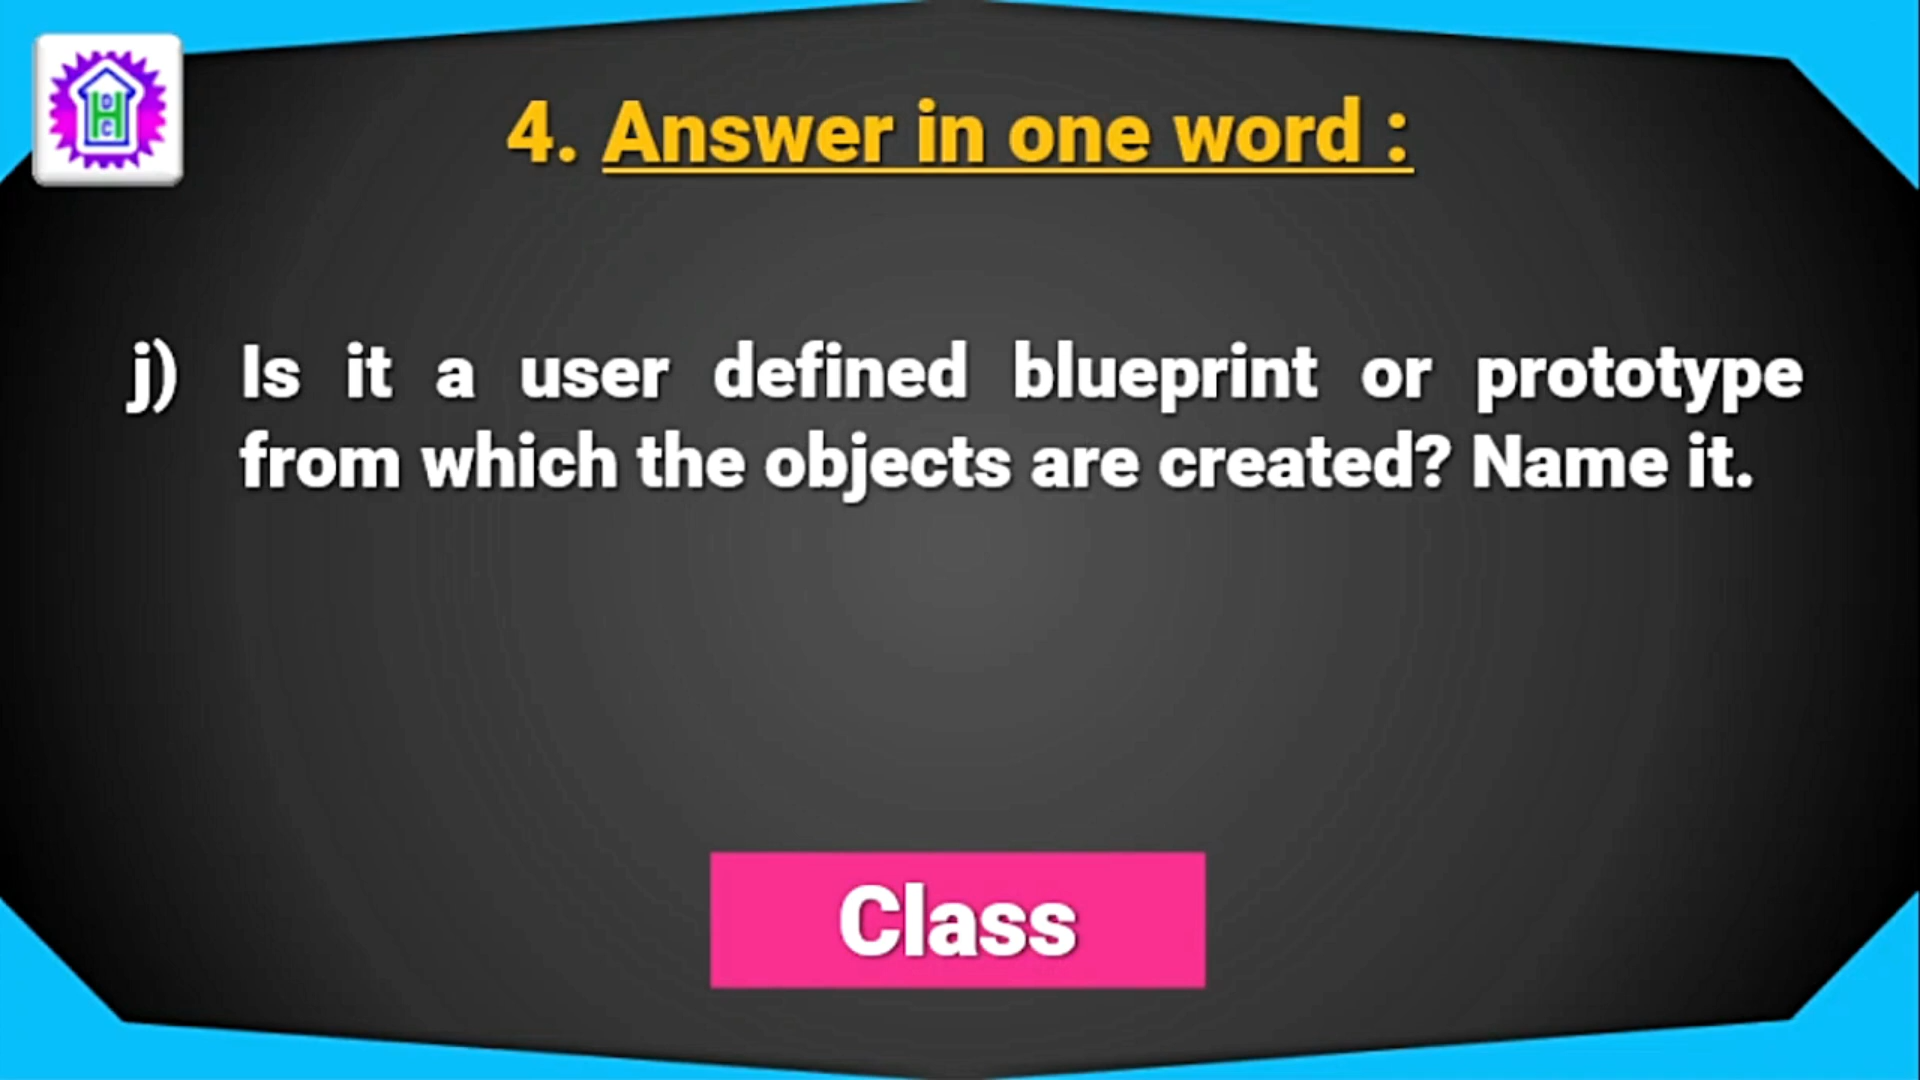 DHC
4. Answer in one word :
j) Is it a user defined blueprint or prototype
from which the objects are created? Name it.
Class